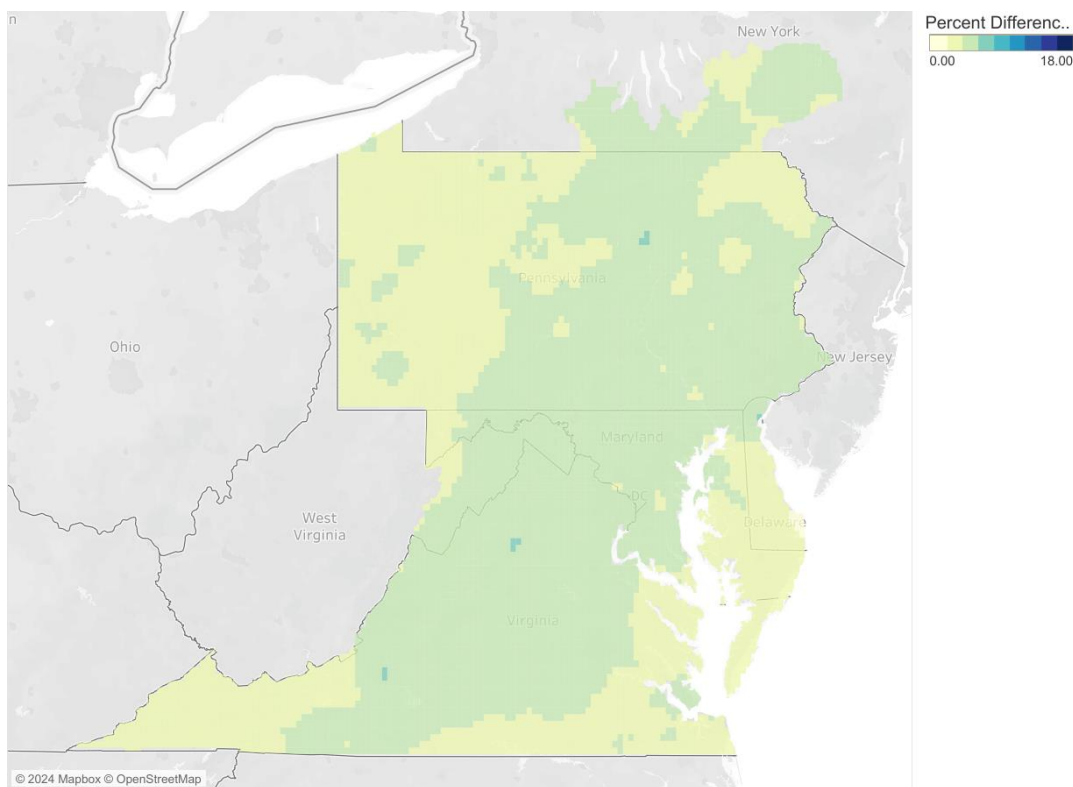 n
New York
Percent Differenc..
0.00
18.00
Pennsylvania
Ohio
New Jersey
Maryland
DC
West
Virginia
Delaware
Virginia
© 2024 Mapbox © OpenStreetMap